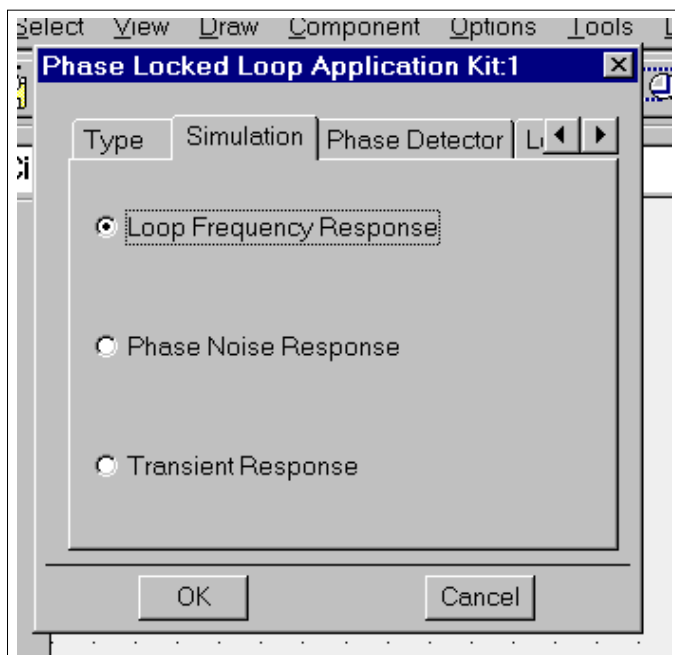 Select View Draw Component Options Tools
Phase Locked Loop Application Kit:1
Type Simulation Phase Detector
Loop Frequency Response
Phase Noise Response
Transient Response
OK Cancel